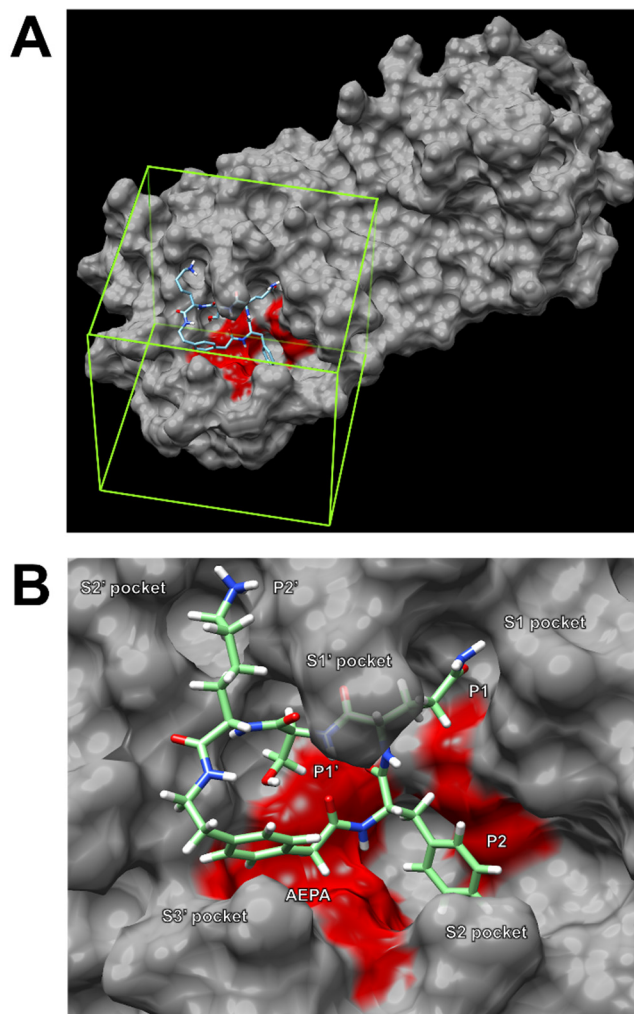 A
B
S2' pocket
P2'
S1 pocket
S1' pocket
P1
P1'
P2
AEPA
S3' pocket
S2 pocket